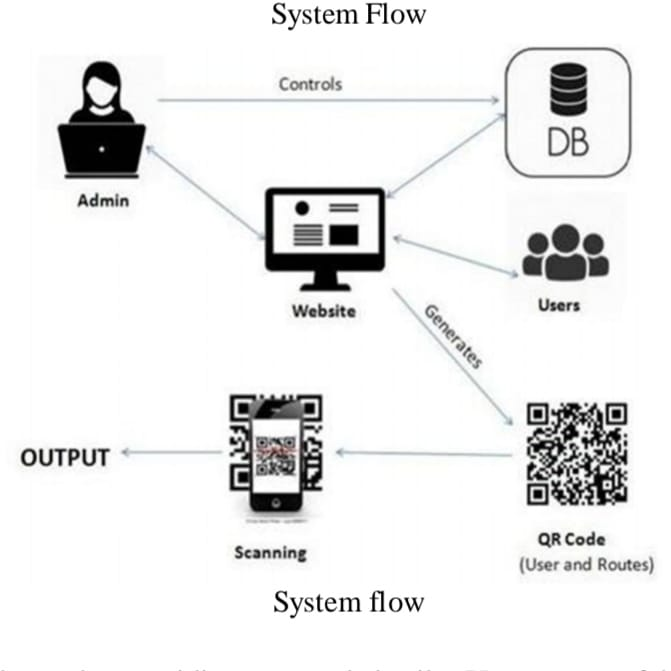 System Flow
Controls
DB
Admin
Website
Users
Generates
OUTPUT
Scanning
QR Code
(User and Routes)
System flow